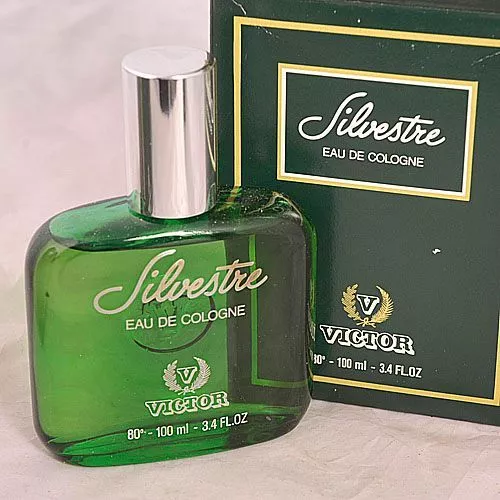 Silvestre
EAU DE COLOGNE
V
VICTOR
80° - 100 ml - 3.4 FL.OZ
Silvestre
EAU DE COLOGNE
V
VICTOR
80° - 100 ml - 3.4 FL.OZ